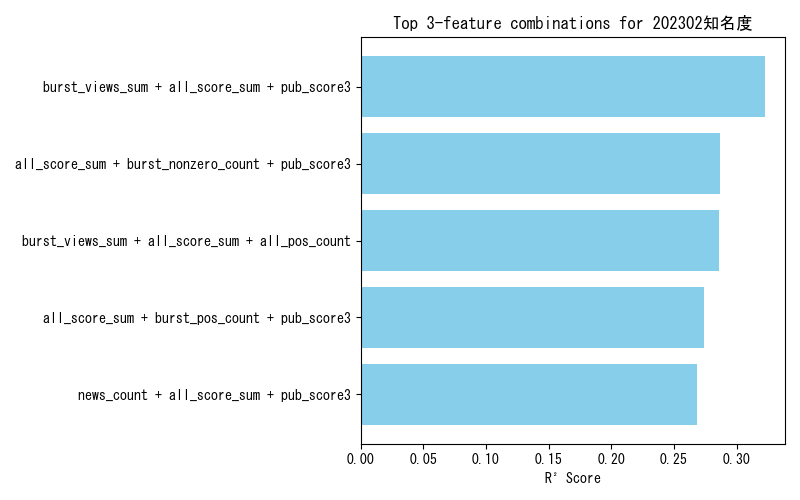 Top 3-feature combinations for 202302知名度
burst_views_sum + all_score_sum + pub_score3
all_score_sum + burst_nonzero_count + pub_score3
burst_views_sum + all_score_sum + all_pos_count
all_score_sum + burst_pos_count + pub_score3
news_count + all_score_sum + pub_score3
0.00 0.05 0.10 0.15 0.20 0.25 0.30
R² Score